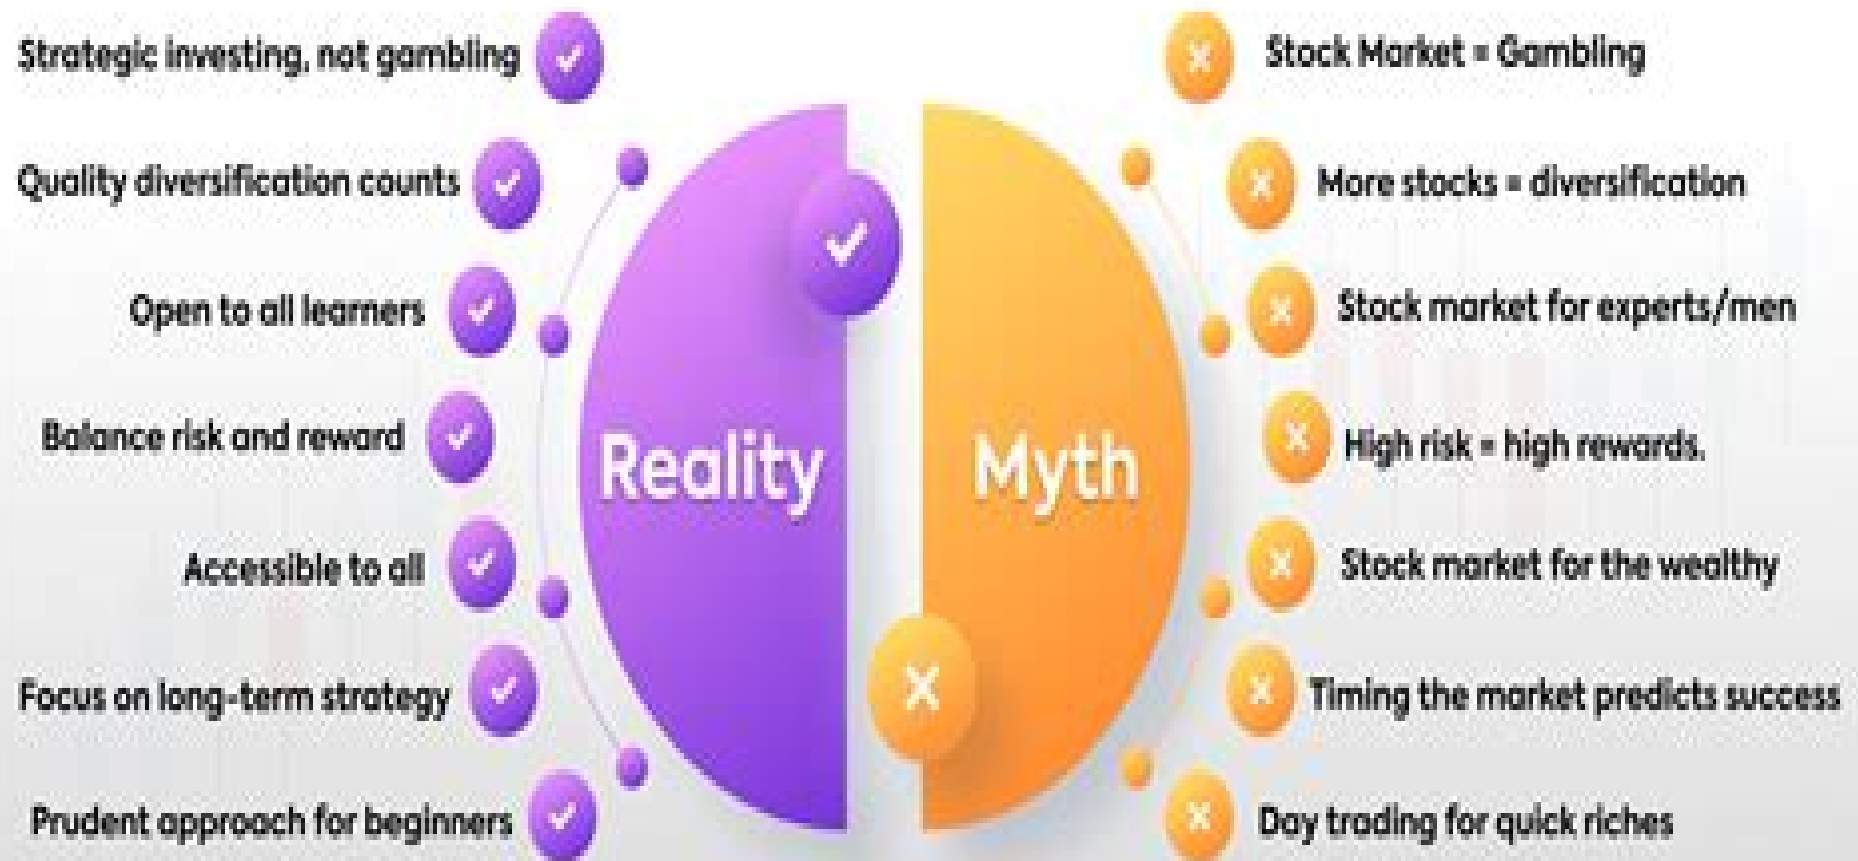 Strategic investing, not gambling
Quality diversification counts
Open to all learners
Balance risk and reward
Accessible to all
Focus on long-term strategy
Prudent approach for beginners
Reality
Myth
Stock Market = Gambling
More stocks = diversification
Stock market for experts/men
High risk = high rewards.
Stock market for the wealthy
Timing the market predicts success
Day trading for quick riches